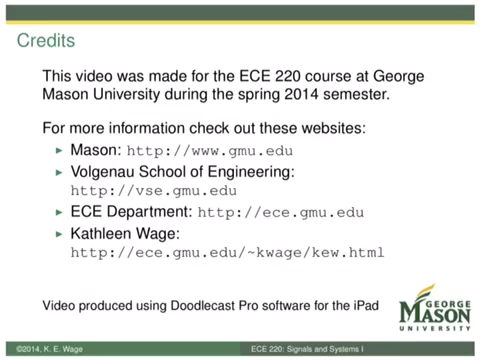 Credits
This video was made for the ECE 220 course at George
Mason University during the spring 2014 semester.
For more information check out these websites:
Mason: http://www.gmu.edu
Volgenau School of Engineering:
http://vse.gmu.edu
ECE Department: http://ece.gmu.edu
Kathleen Wage:
http://ece.gmu.edu/~kwage/kew.html
Video produced using Doodlecast Pro software for the iPad
GEORGE
MASON
UNIVERSITY
©2014, K. E. Wage
ECE 220: Signals and Systems I